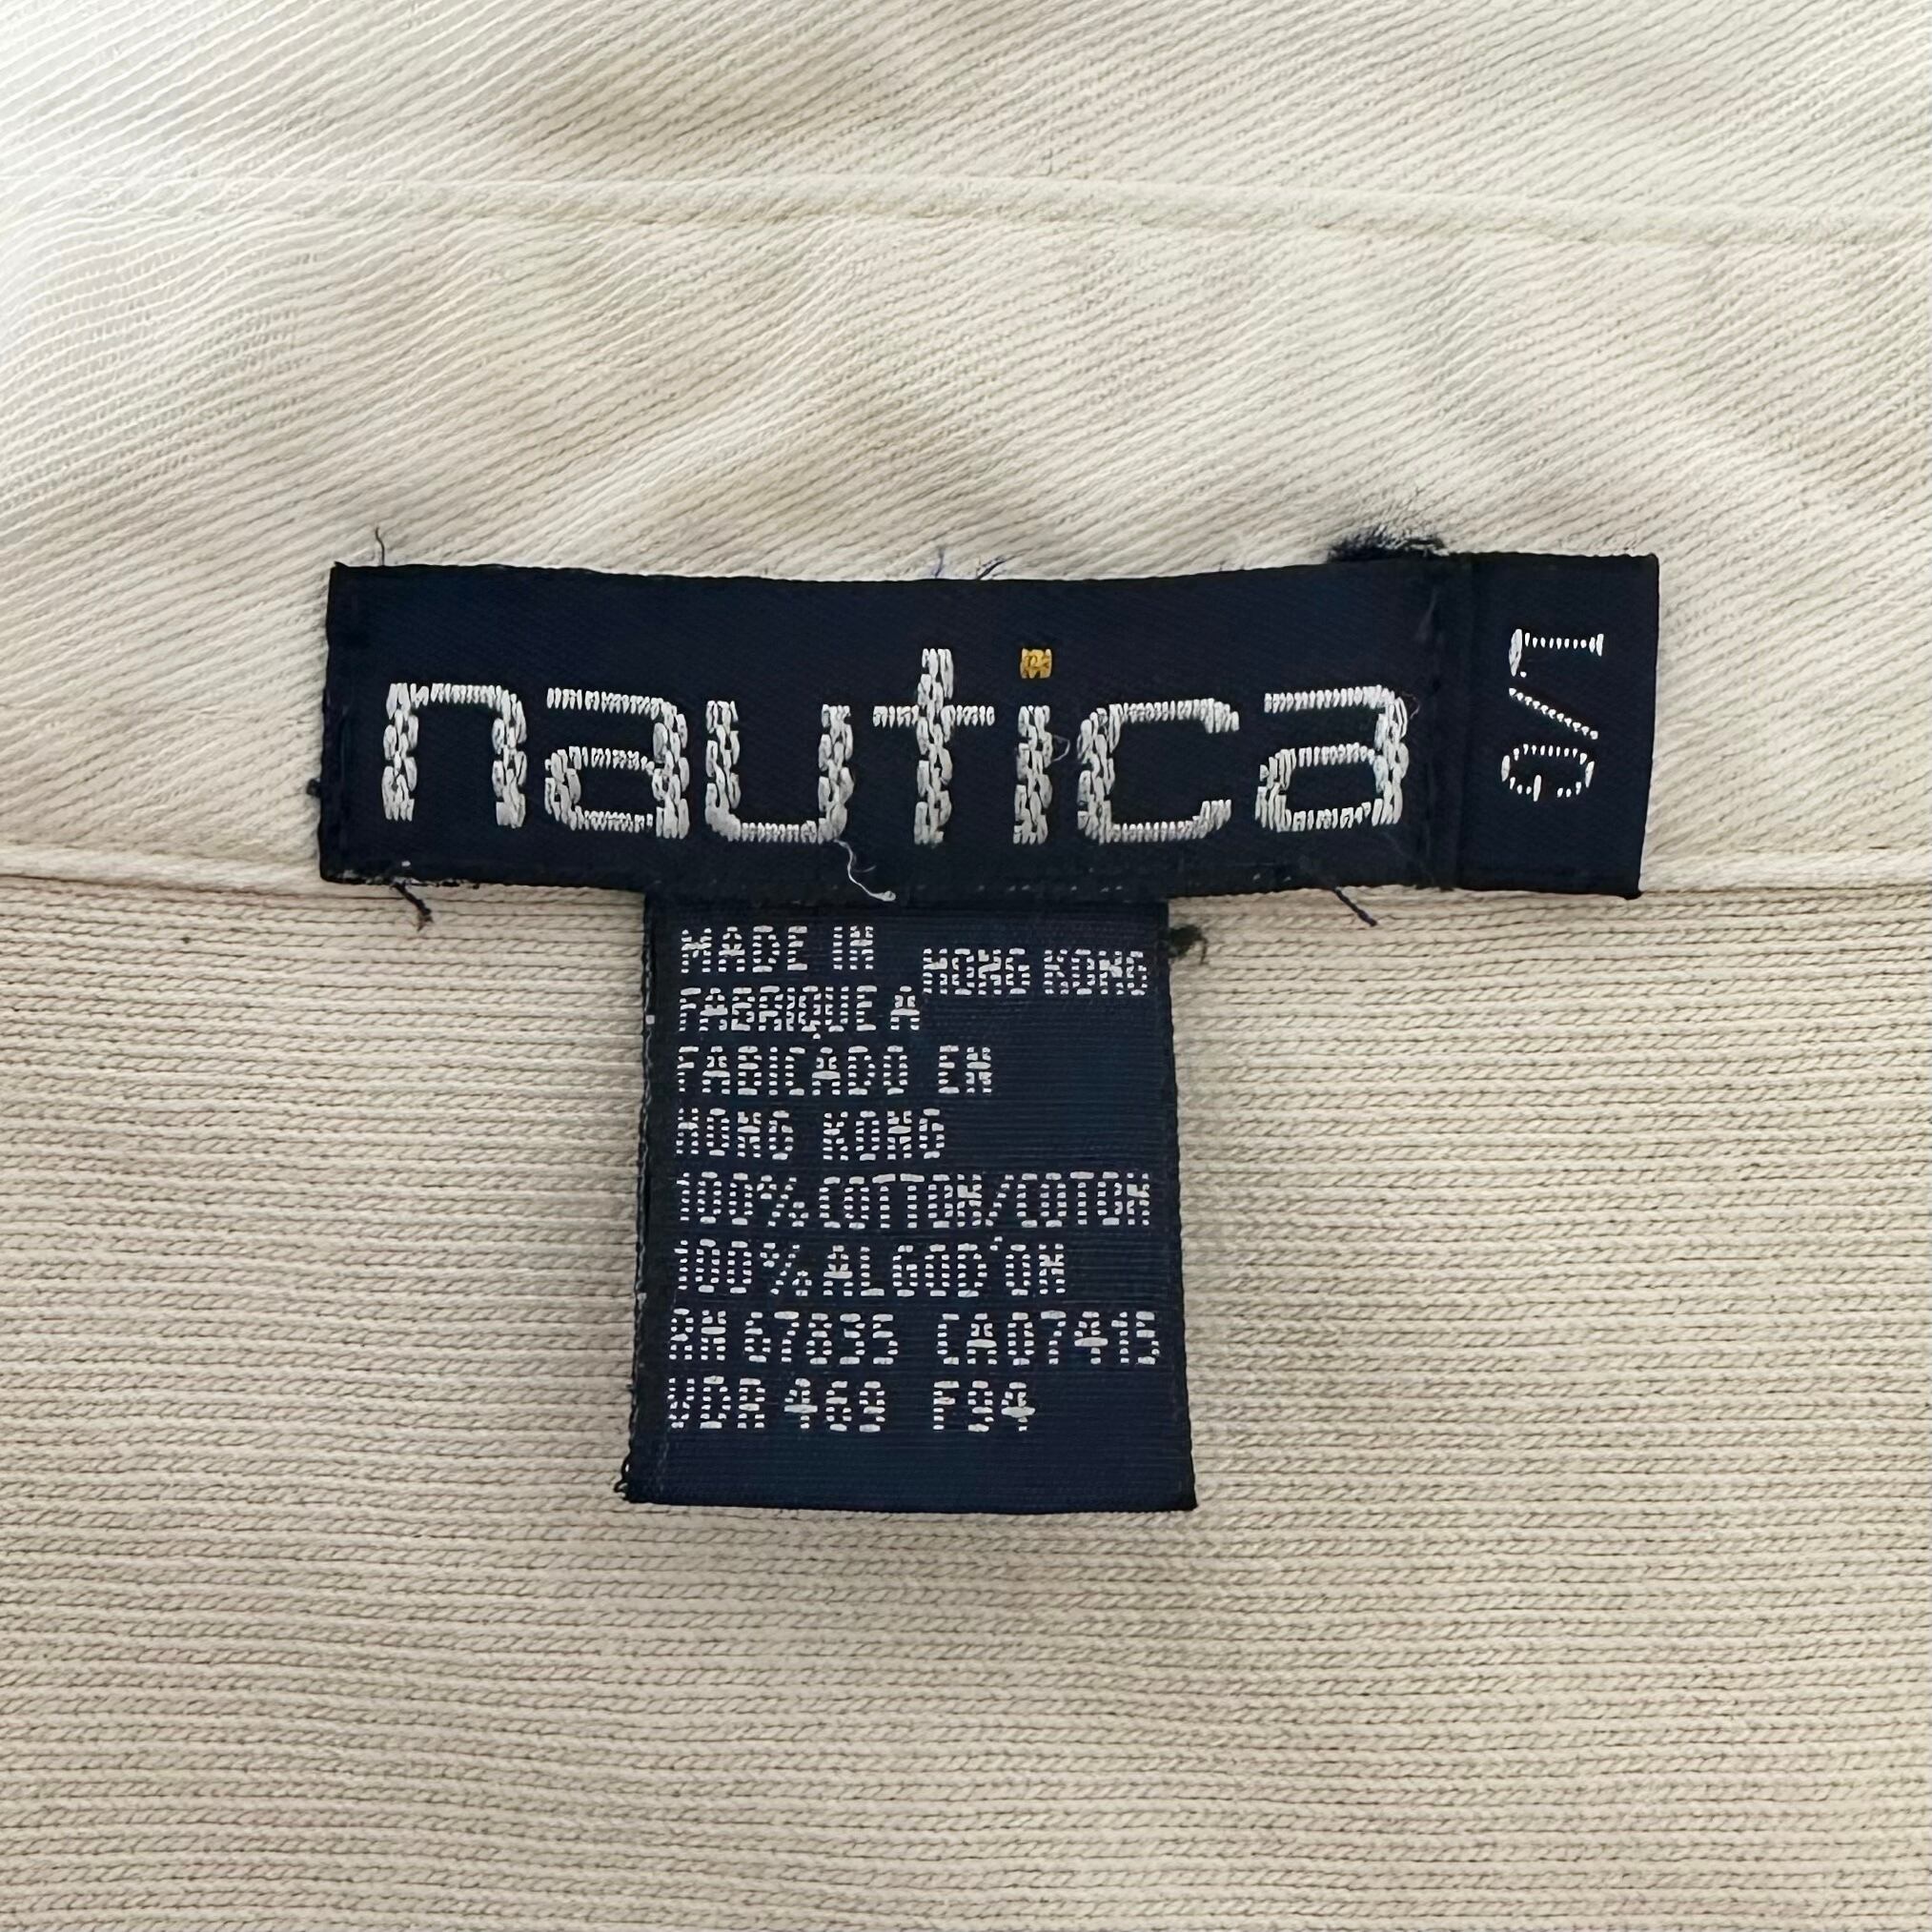 nautica
L/G
MADE IN HONG KONG
FABRIQUE A
FABICADO EN
HONG KONG
100% COTTON/COTON
100% ALGOD'ON
RN 67835 CA07415
VDR 469 F94